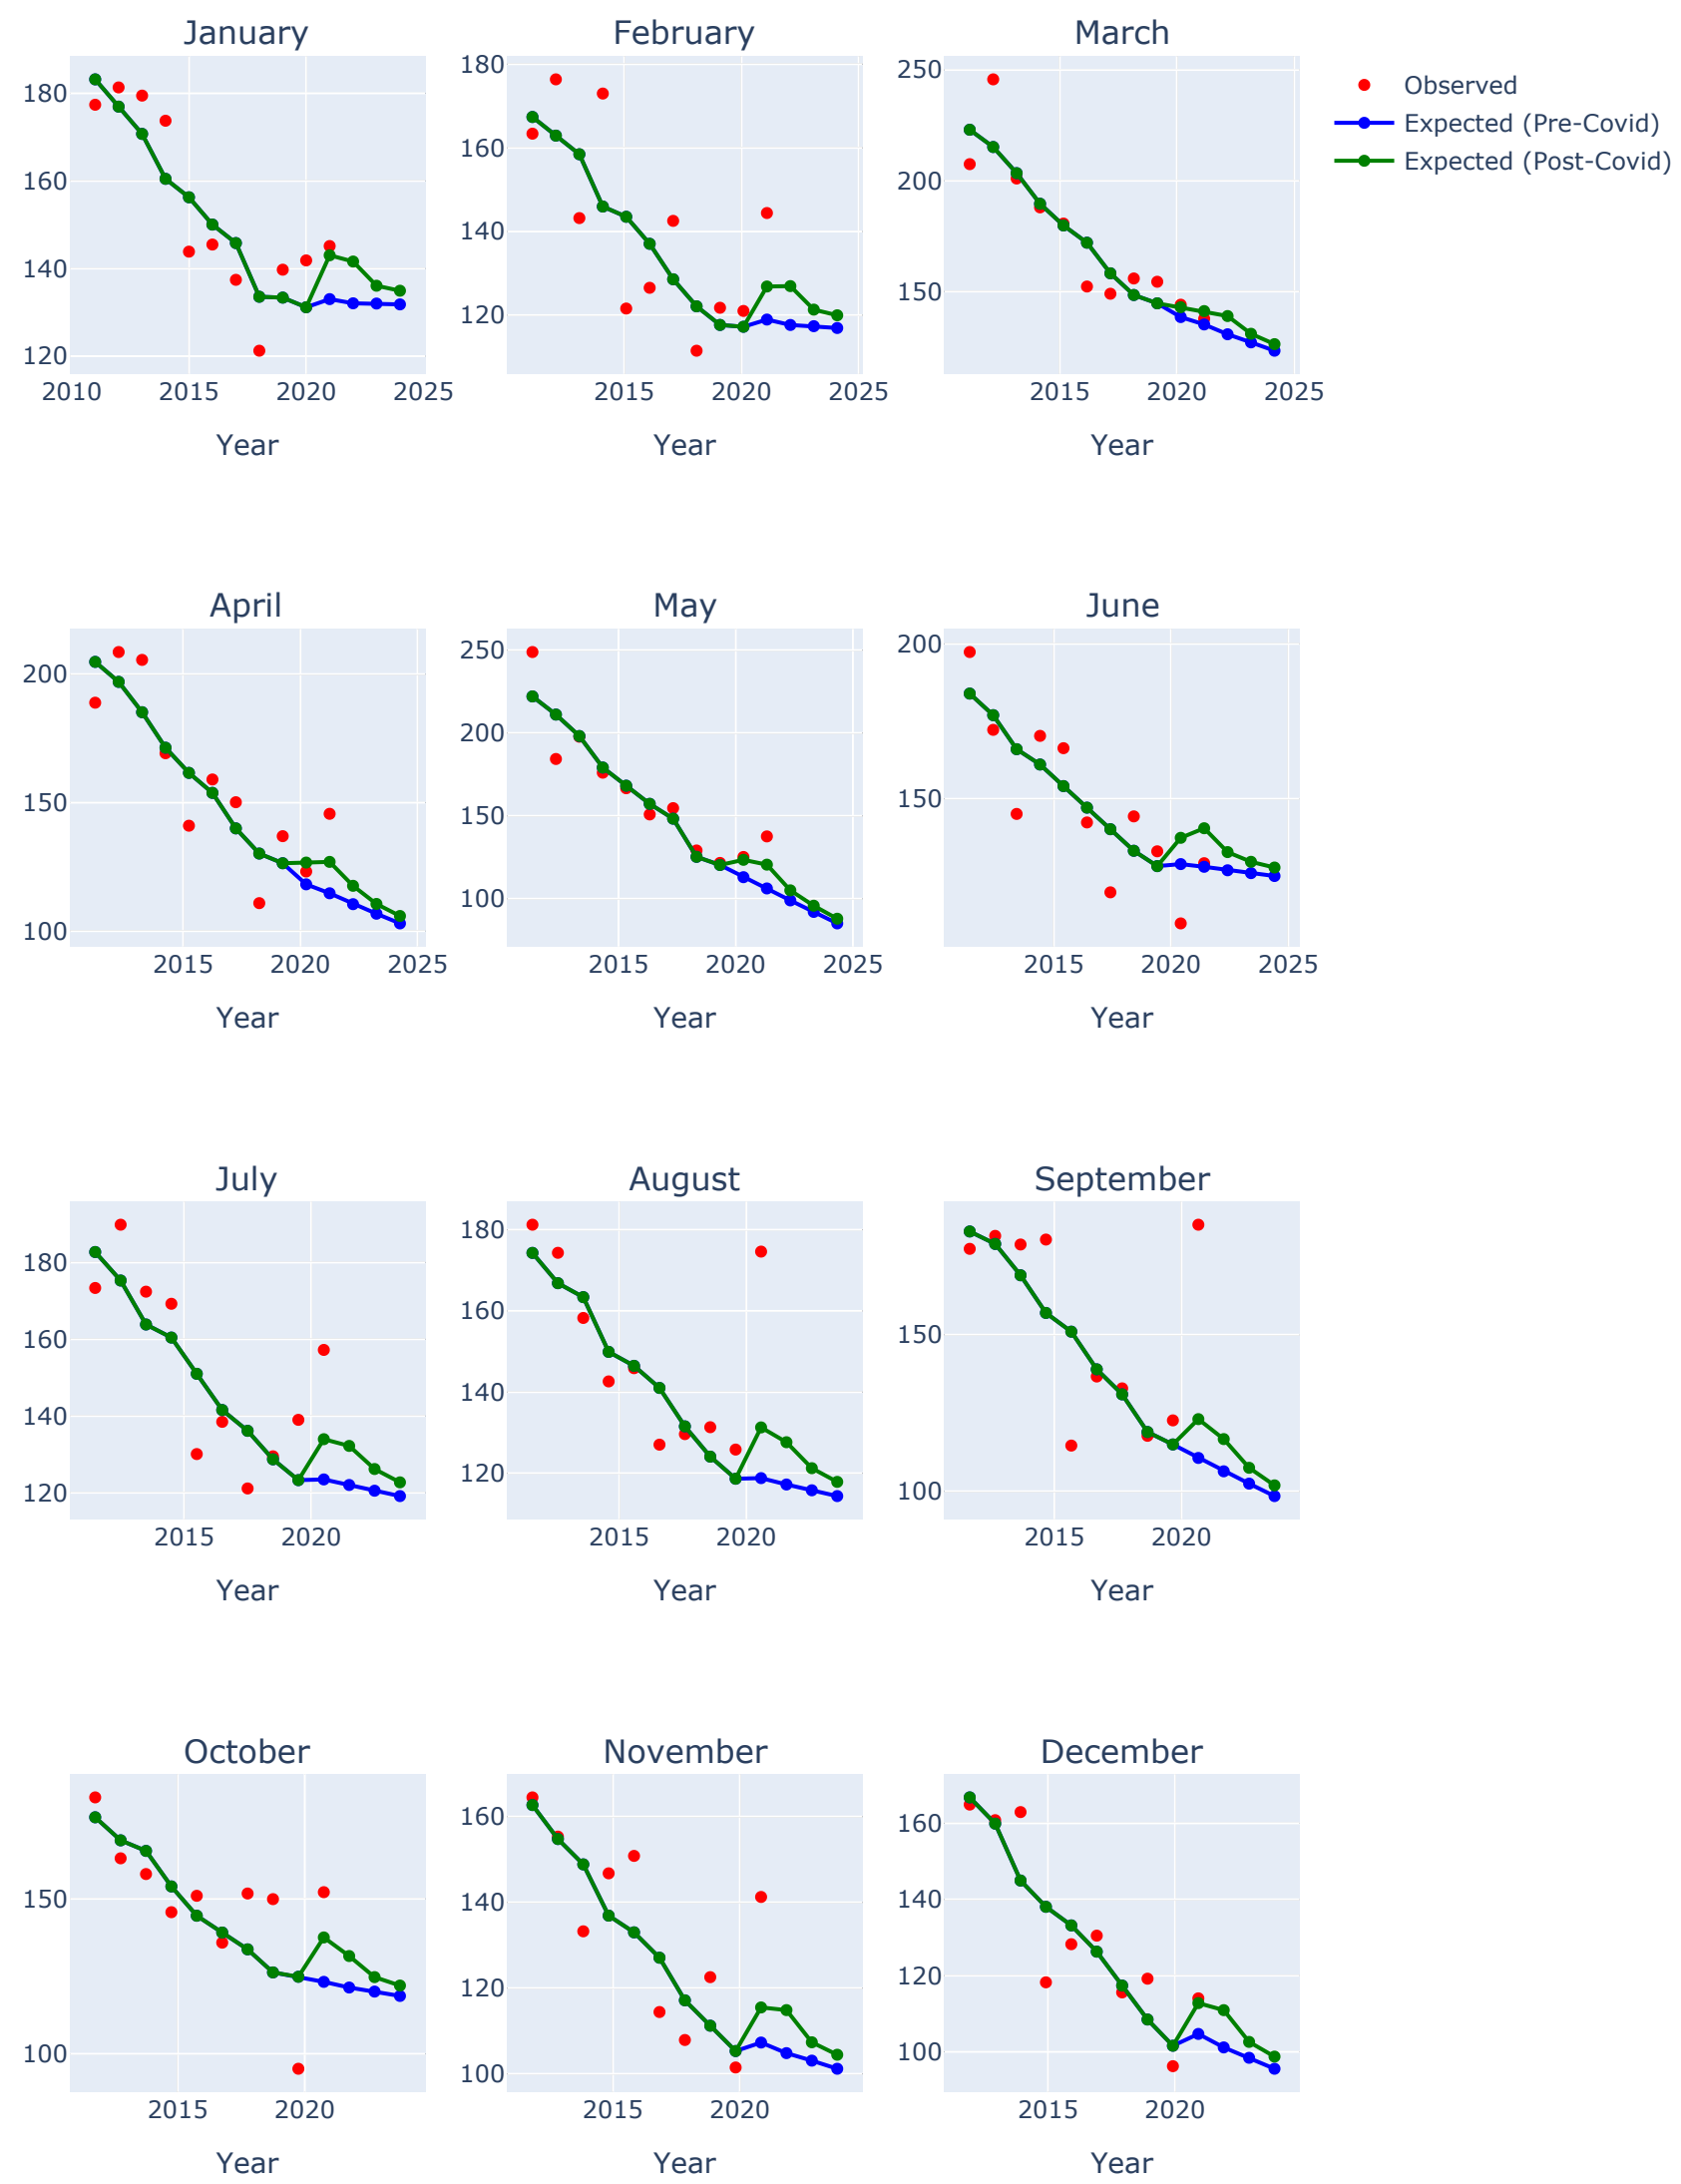 January
February
March
180
160
140
120
2010
2015
2020
2025
Year
180
160
140
120
2015
2020
2025
Year
250
200
150
2015
2020
2025
Year
Observed
Expected (Pre-Covid)
Expected (Post-Covid)
April
May
June
200
150
100
2015
2020
2025
Year
250
200
150
100
2015
2020
2025
Year
200
150
2015
2020
2025
Year
July
August
September
180
160
140
120
2015
2020
Year
180
160
140
120
2015
2020
Year
150
100
2015
2020
Year
October
November
December
150
100
2015
2020
Year
160
140
120
100
2015
2020
Year
160
140
120
100
2015
2020
Year